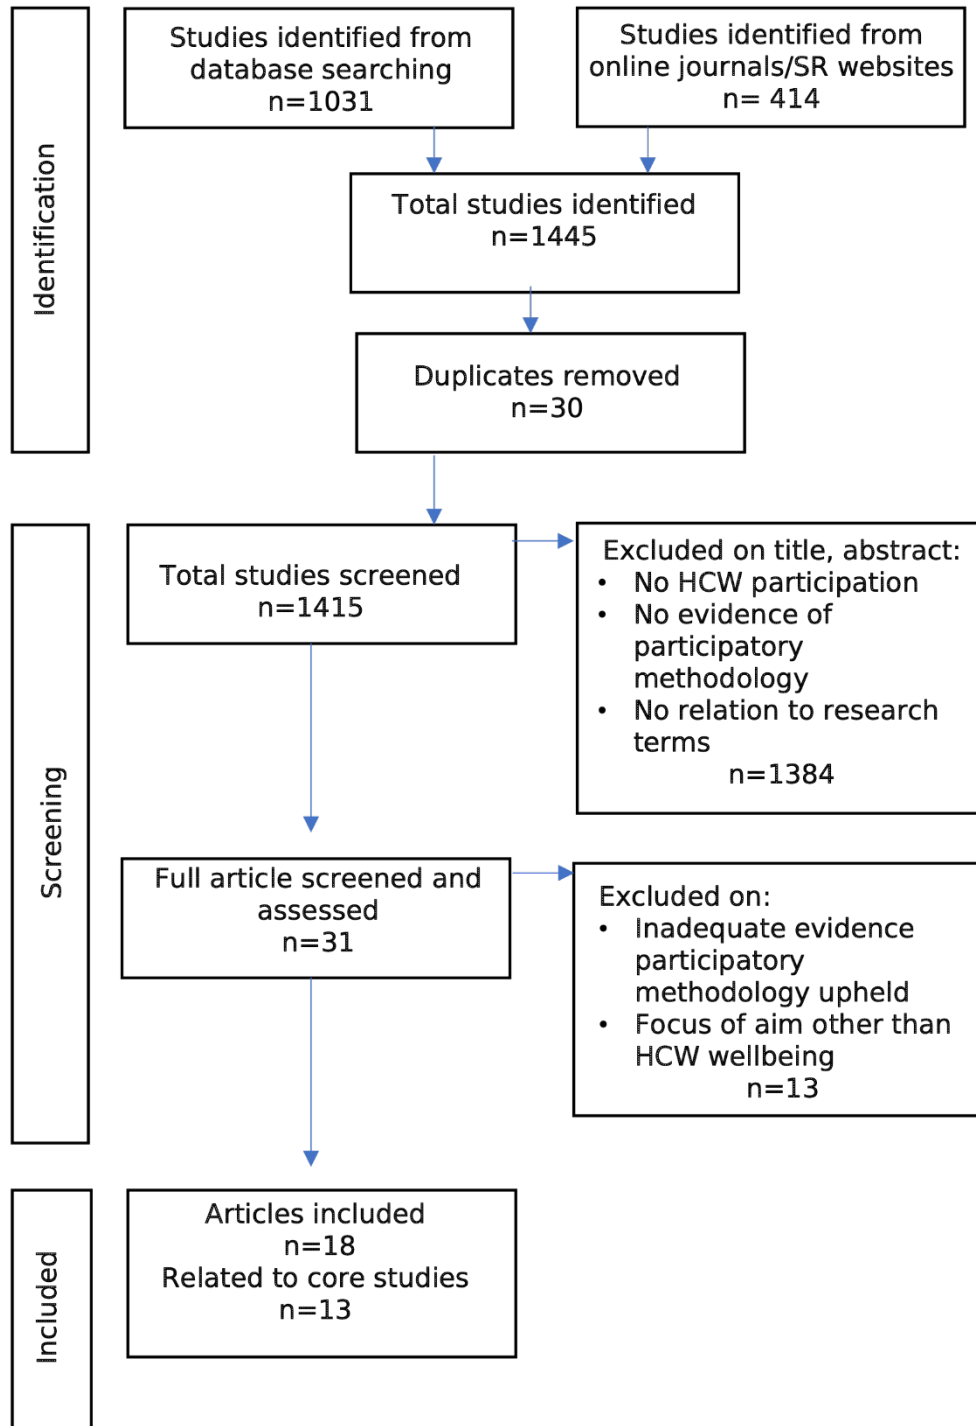 Studies identified from
database searching
n=1031
Studies identified from
online journals/SR websites
n= 414
Identification
Total studies identified
n=1445
Duplicates removed
n=30
Screening
Total studies screened
n=1415
Excluded on title, abstract:
• No HCW participation
• No evidence of
participatory
methodology
• No relation to research
terms
n=1384
Full article screened and
assessed
n=31
Excluded on:
• Inadequate evidence
participatory
methodology upheld
• Focus of aim other than
HCW wellbeing
n=13
Included
Articles included
n=18
Related to core studies
n=13